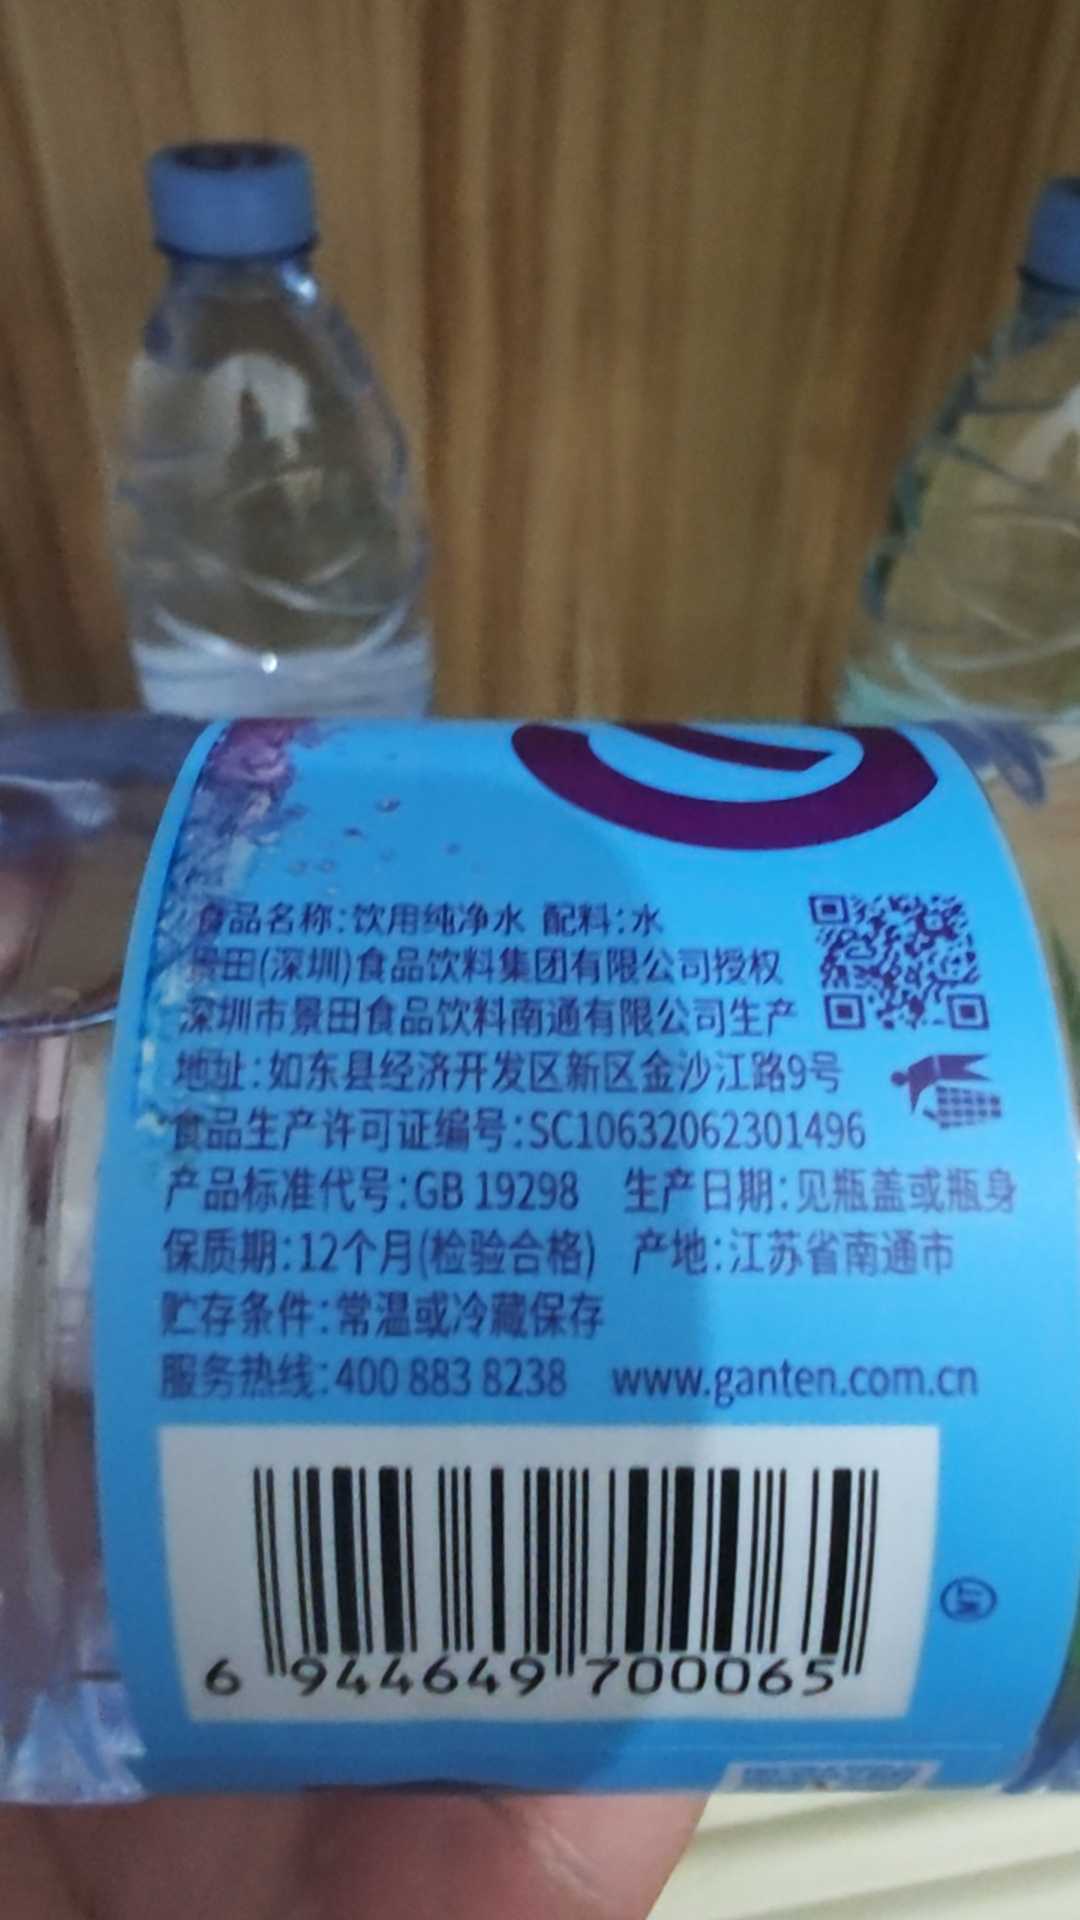 食品名称:饮用纯净水 配料:水
景田(深圳)食品饮料集团有限公司授权
深圳市景田食品饮料南通有限公司生产
地址:如东县经济开发区新区金沙江路9号
食品生产许可证编号:SC10632062301496
产品标准代号:GB 19298 生产日期:见瓶盖或瓶身
保质期:12个月(检验合格) 产地:江苏省南通市
贮存条件:常温或冷藏保存
服务热线:400 883 8238 www.ganten.com.cn
6 944649 700065